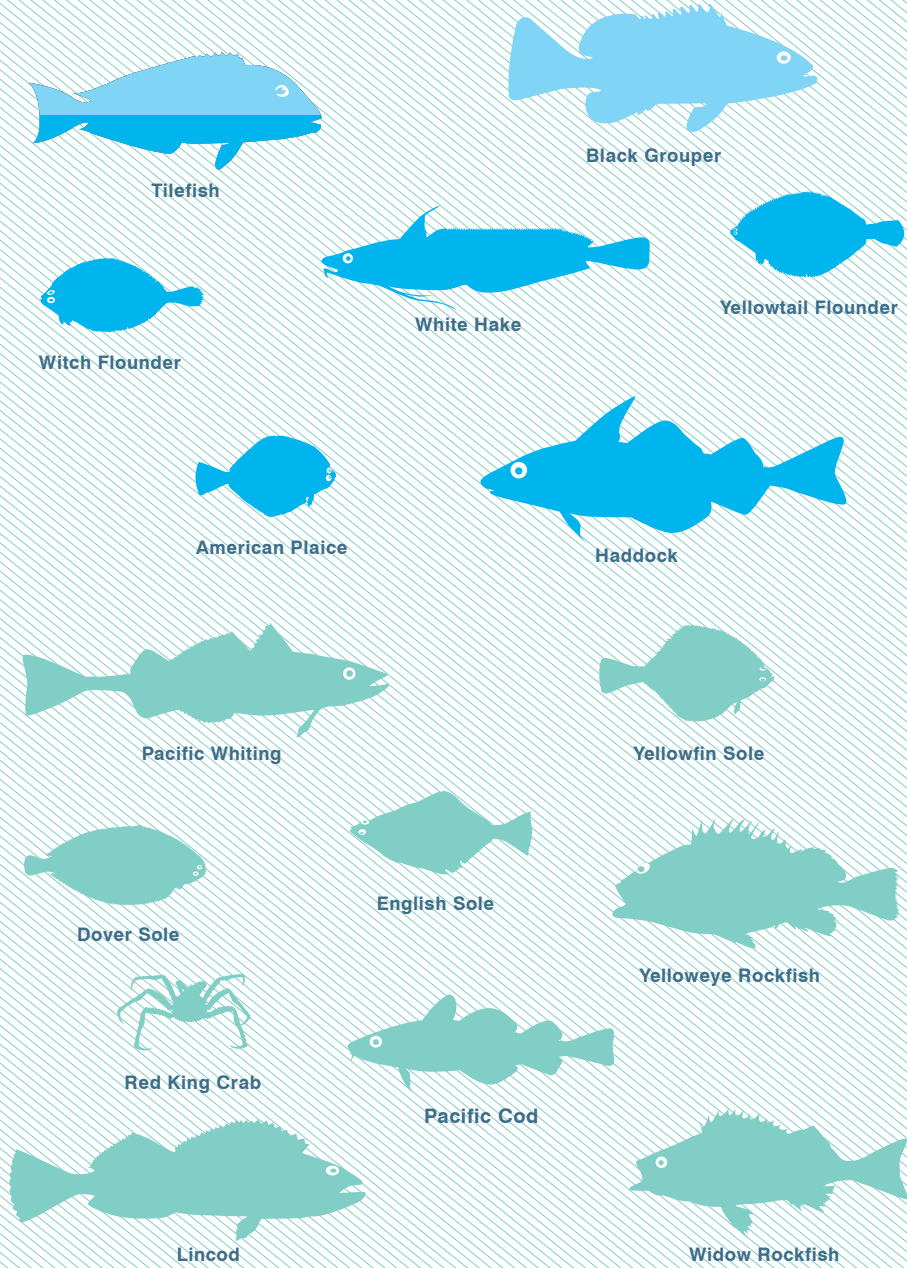 Black Grouper
Tilefish
Yellowtail Flounder
White Hake
Witch Flounder
American Plaice
Haddock
Pacific Whiting
Yellowfin Sole
English Sole
Dover Sole
Yelloweye Rockfish
Red King Crab
Pacific Cod
Lincod
Widow Rockfish